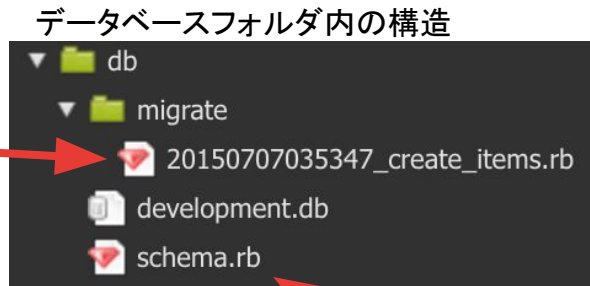 データベースフォルダ内の構造
db
migrate
20150707035347_create_items.rb
development.db
schema.rb